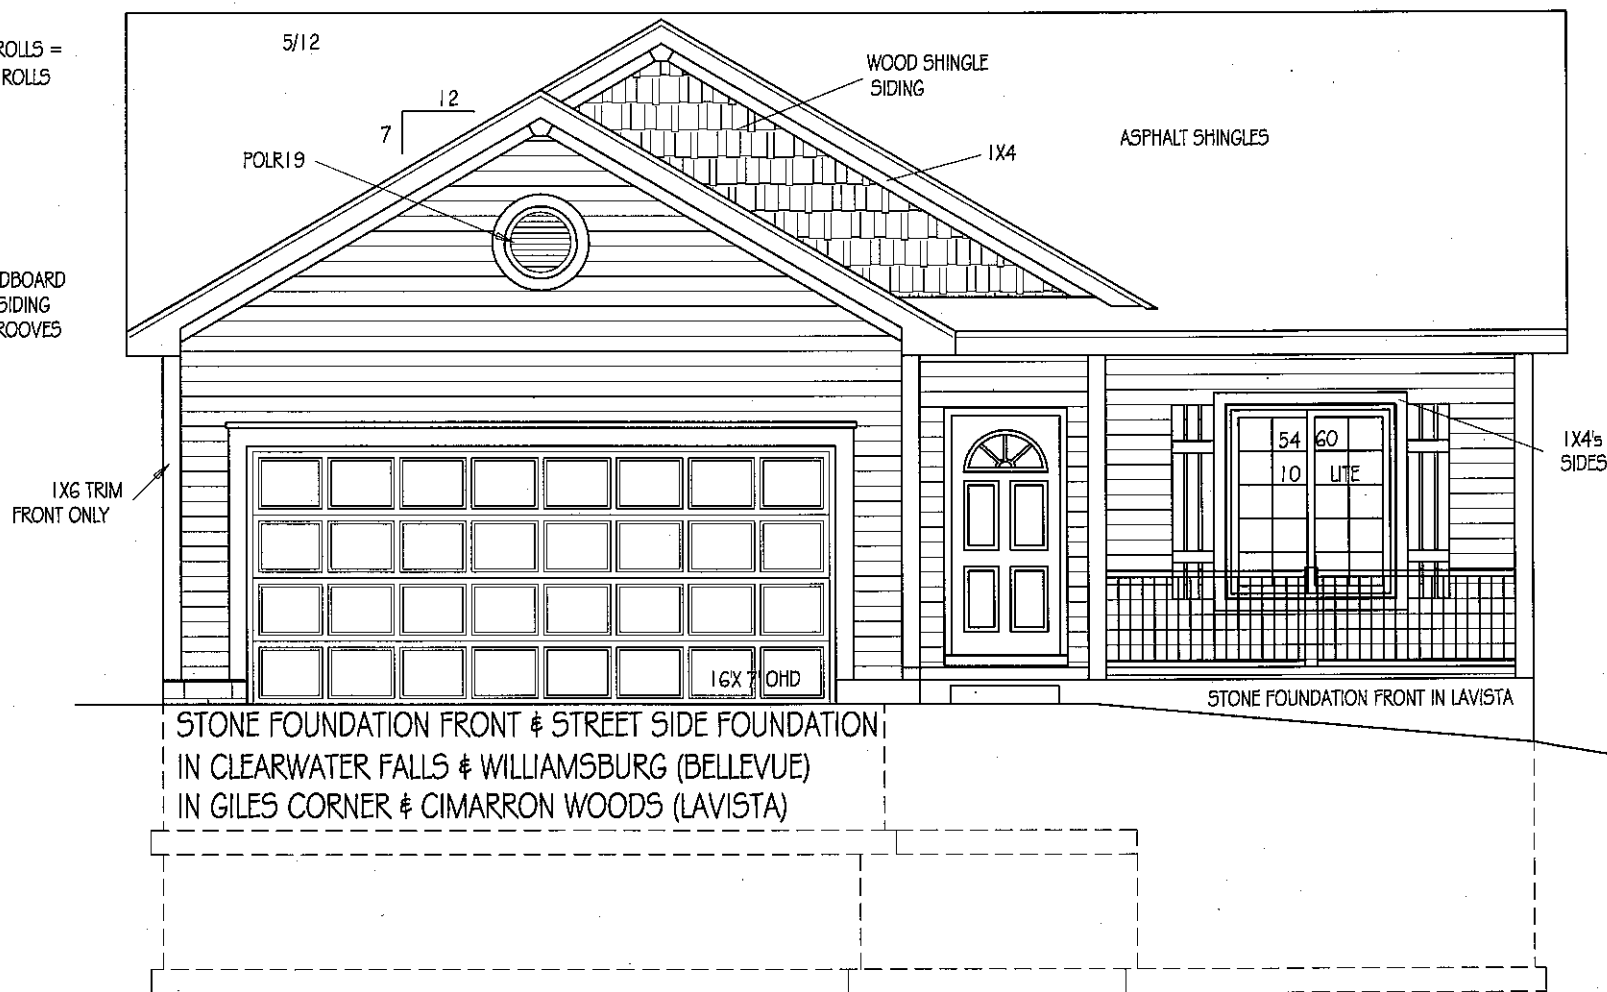 ROLLS =
ROLLS
5/12
12
7
POLR19
WOOD SHINGLE
SIDING
1X4
ASPHALT SHINGLES
DBOARD
SIDING
ROOVES
1X6 TRIM
FRONT ONLY
54 60
10 LITE
1X4's
SIDES
16'X 7' OHD
STONE FOUNDATION FRONT IN LAVISTA
STONE FOUNDATION FRONT & STREET SIDE FOUNDATION
IN CLEARWATER FALLS & WILLIAMSBURG (BELLEVUE)
IN GILES CORNER & CIMARRON WOODS (LAVISTA)